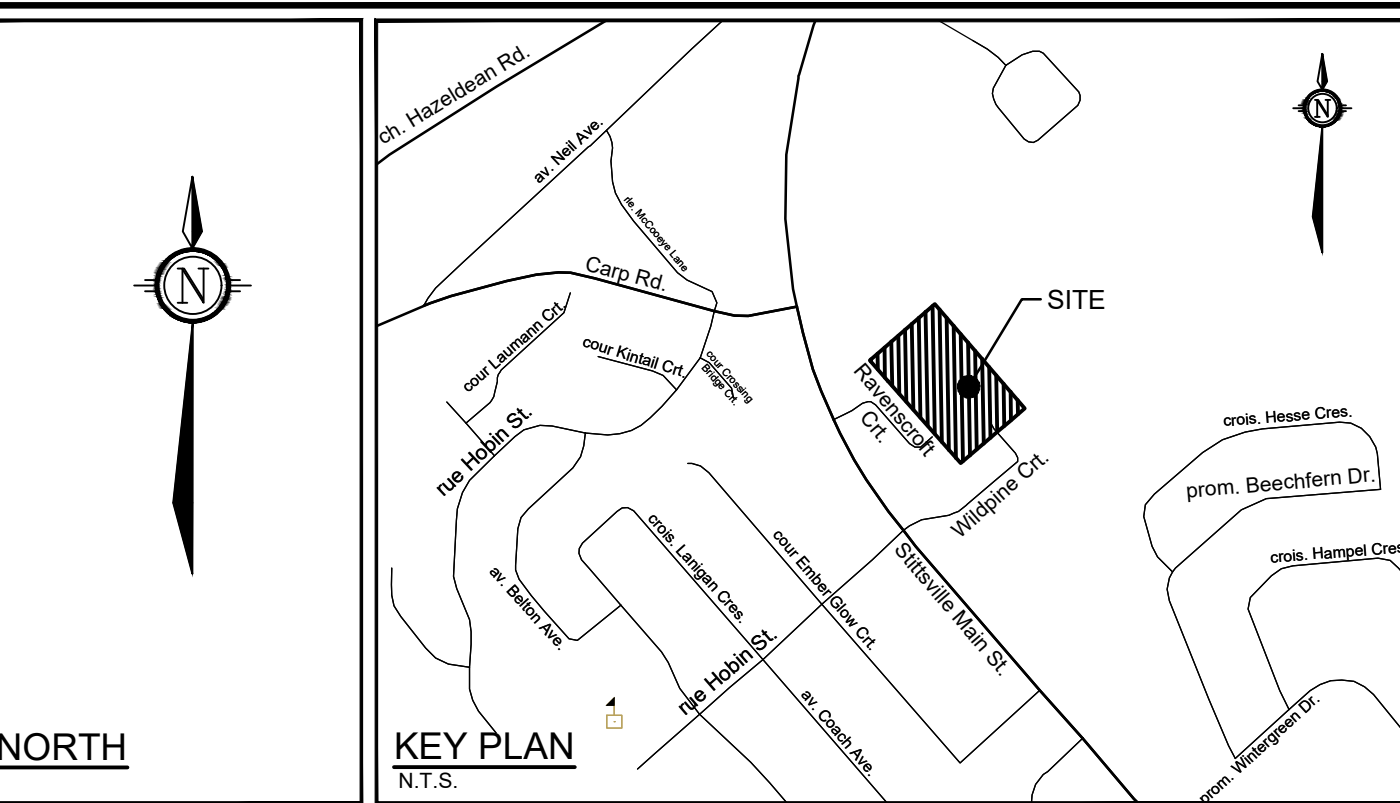 N
NORTH
ch. Hazeldean Rd.
av. Neil Ave.
rle. McCooeye Lane
N
Carp Rd.
SITE
cour Laumann Crt.
cour Kintail Crt.
cour Crossing
Bridge Crt.
Ravenscroft
Crt.
rue Hobin St.
crois. Hesse Cres.
prom. Beechfern Dr.
Wildpine Crt.
crois. Hampel Cres
crois. Lanigan Cres.
cour Ember Glow Crt.
Stittsville Main St.
av. Belton Ave.
rue Hobin St.
av. Coach Ave.
prom. Wintergreen Dr.
KEY PLAN
N.T.S.